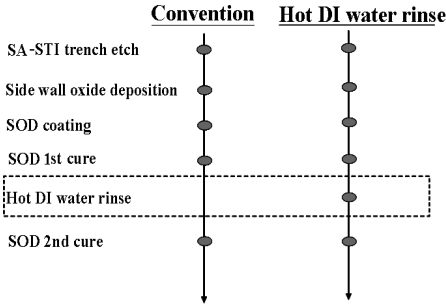 Convention Hot DI water rinse
SA-STI trench etch
Side wall oxide deposition
SOD coating
SOD 1st cure
Hot DI water rinse
SOD 2nd cure